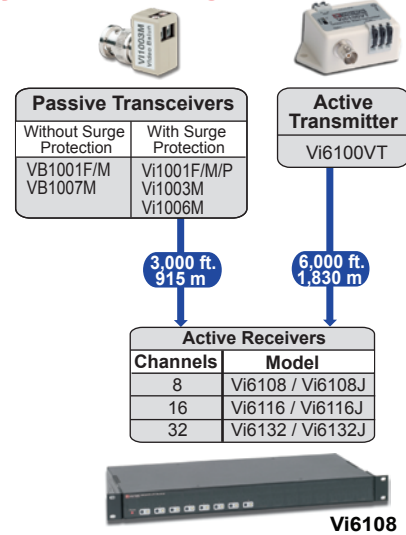 Vi1003M
Video Balun
Passive Transceivers
Without Surge Protection
With Surge Protection
VB1001F/M
VB1007M
Vi1001F/M/P
Vi1003M
Vi1006M
Active
Transmitter
Vi6100VT
3,000 ft.
915 m
6,000 ft.
1,830 m
Active Receivers
Channels Model
8 Vi6108 / Vi6108J
16 Vi6116 / Vi6116J
32 Vi6132 / Vi6132J
Vi6108